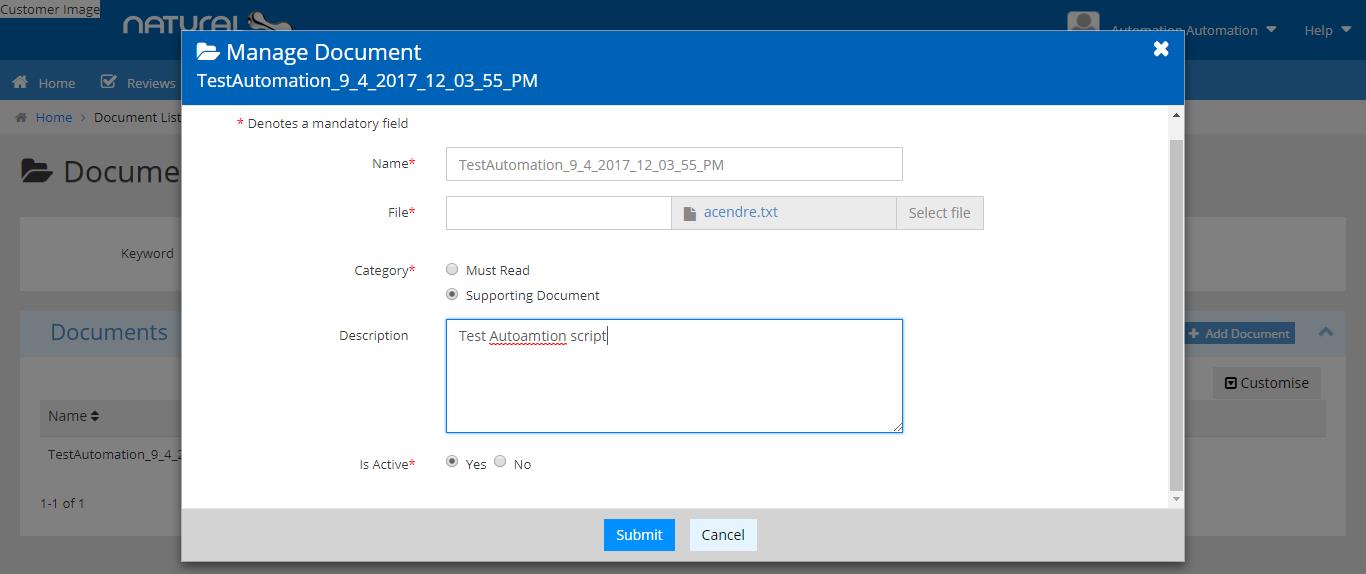 Customer Image
NATURAL
Automation Automation
Help
Manage Document
TestAutomation_9_4_2017_12_03_55_PM
Home
Reviews
Home > Document List
* Denotes a mandatory field
Docume
Name*
TestAutomation_9_4_2017_12_03_55_PM
File*
acendre.txt
Select file
Keyword
Category*
Must Read
Supporting Document
Documents
Description
Test Autoamtion script
+ Add Document
Customise
Name
TestAutomation_9_4_2
Is Active*
Yes
No
1-1 of 1
Submit
Cancel